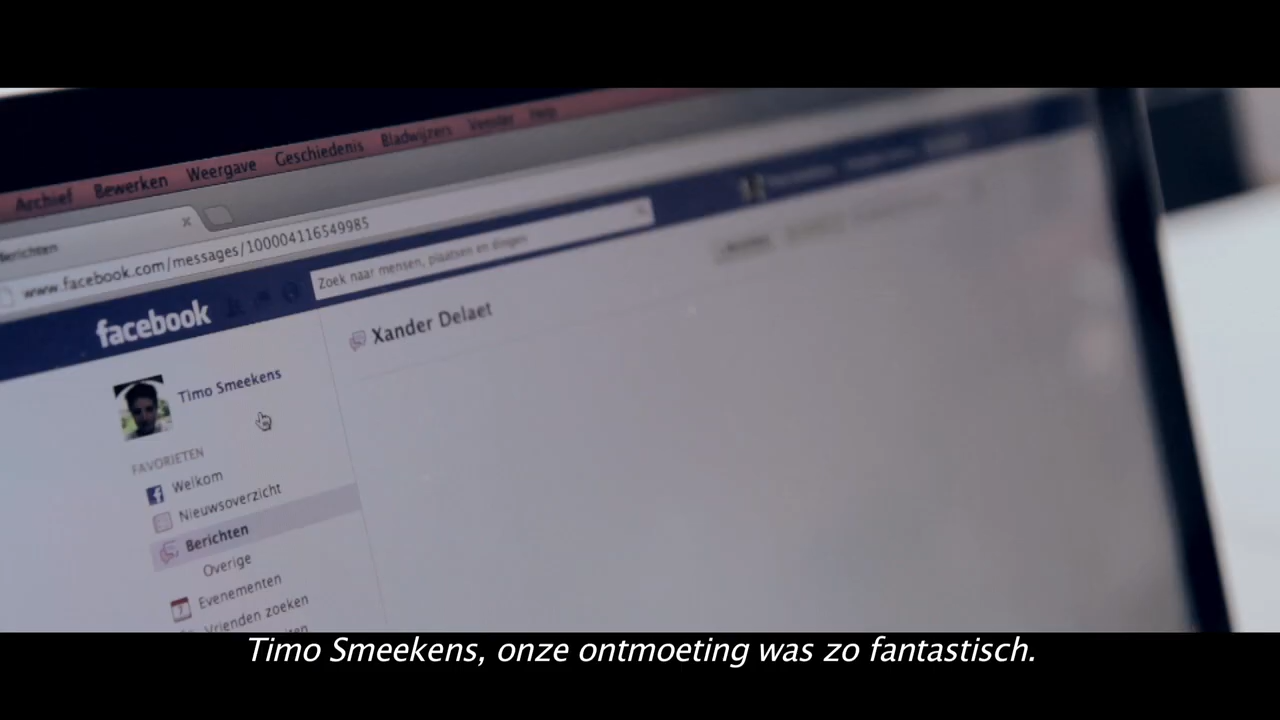 Archief Bewerken Weergave Geschiedenis Bladwijzers Venster Help
Berichten
www.facebook.com/messages/100004116549985
facebook
Zoek naar mensen, plaatsen en dingen
Xander Delaet
Timo Smeekens
FAVORIETEN
Welkom
Nieuwsoverzicht
Berichten
Overige
Evenementen
7
Vrienden zoeken
Timo Smeekens, onze ontmoeting was zo fantastisch.